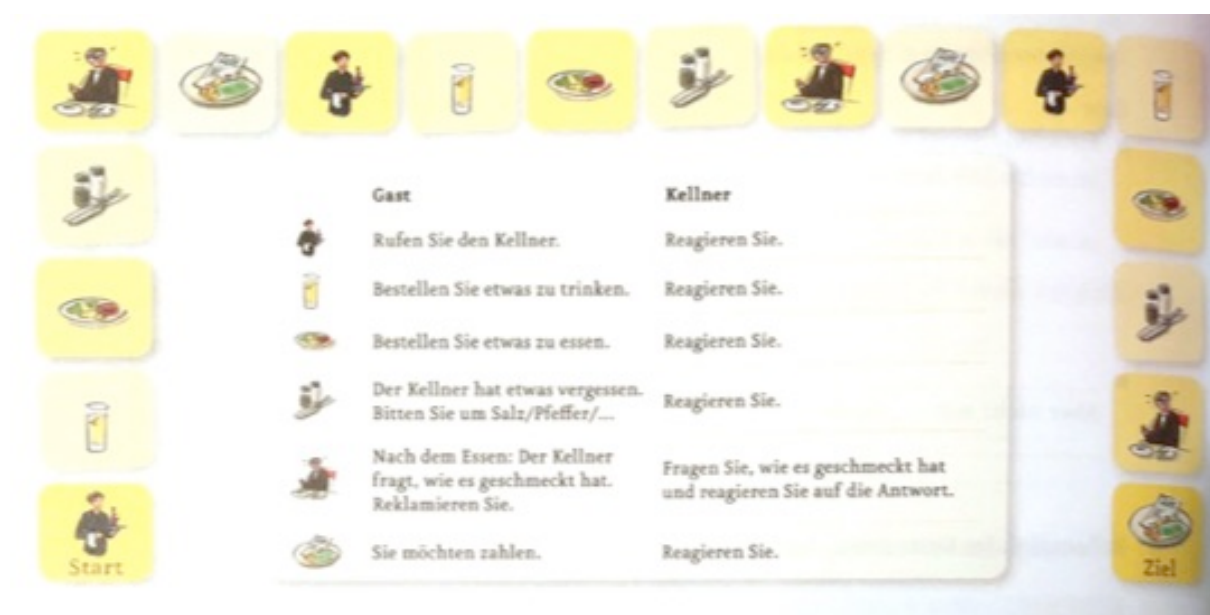 Gast Kellner
Rufen Sie den Kellner. Reagieren Sie.
Bestellen Sie etwas zu trinken. Reagieren Sie.
Bestellen Sie etwas zu essen. Reagieren Sie.
Der Kellner hat etwas vergessen.
Bitten Sie um Salz/Pfeffer/... Reagieren Sie.
Nach dem Essen: Der Kellner
fragt, wie es geschmeckt hat.
Reklamieren Sie.
Fragen Sie, wie es geschmeckt hat
und reagieren Sie auf die Antwort.
Sie möchten zahlen. Reagieren Sie.
Start
Ziel